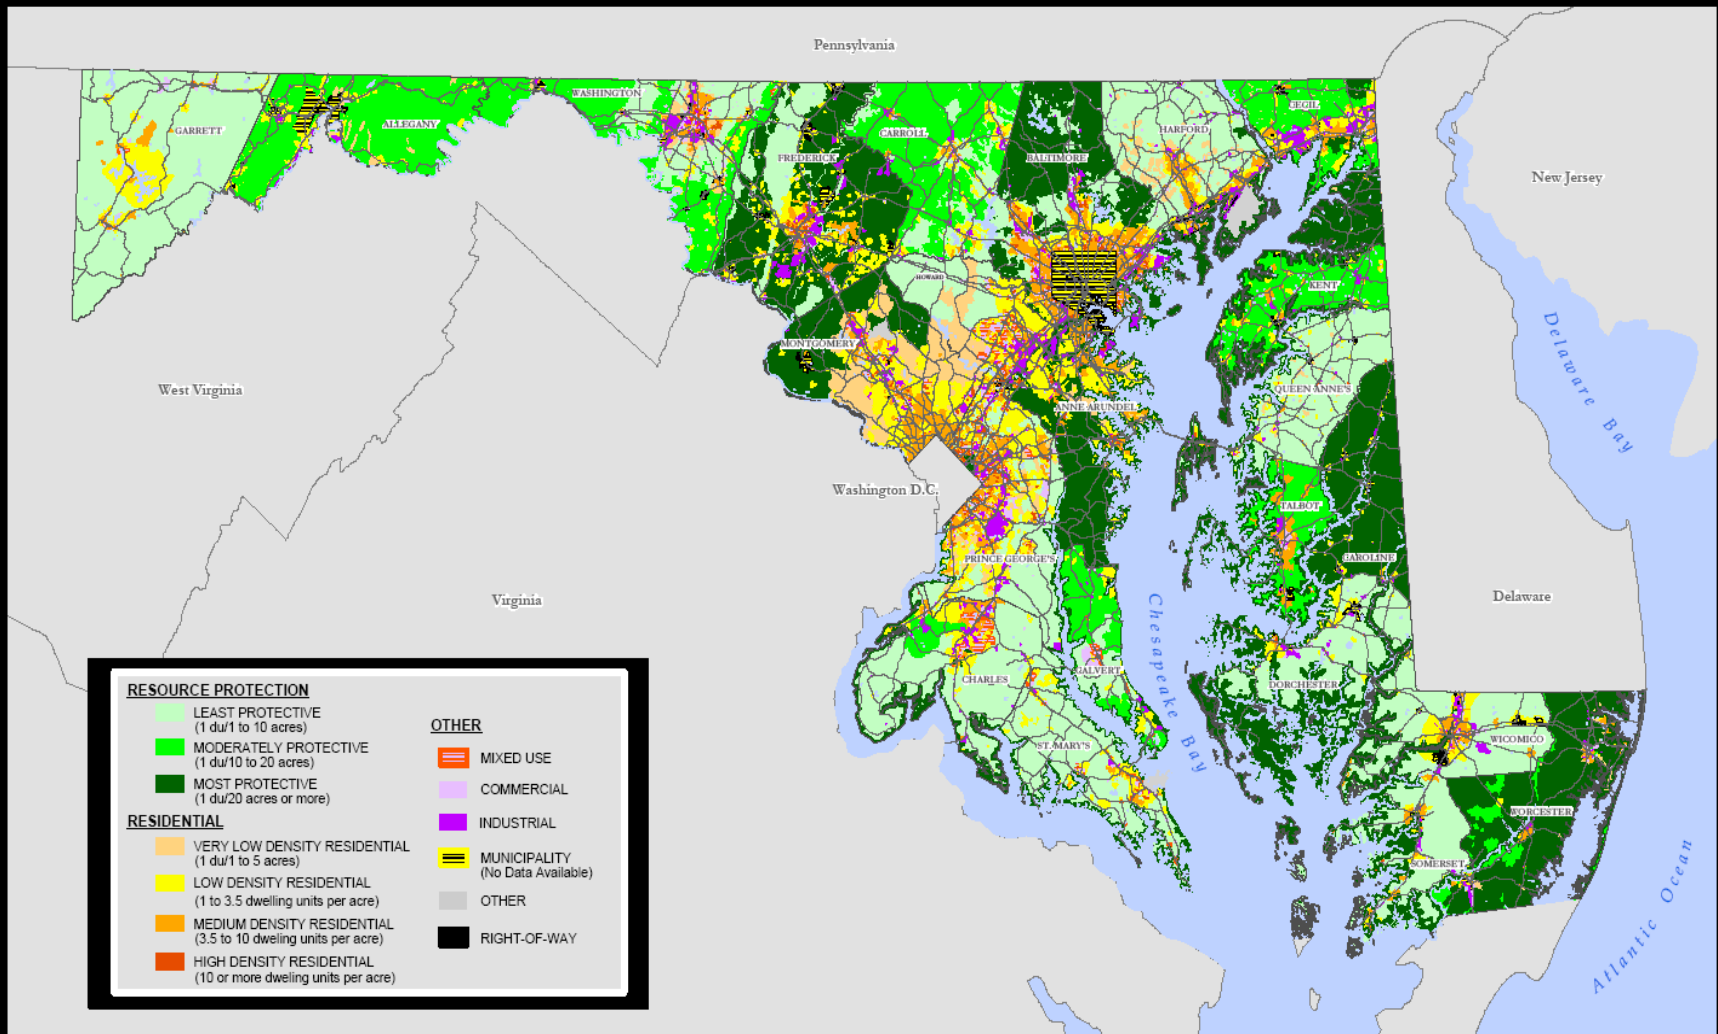 Pennsylvania
WASHINGTON
GARRETT
ALLEGANY
CARROLL
FREDERICK
BALTIMORE
HARFORD
CECIL
New Jersey
HOWARD
KENT
MONTGOMERY
West Virginia
QUEEN ANNE'S
ANNE ARUNDEL
Delaware Bay
Washington D.C.
TALBOT
PRINCE GEORGE'S
CAROLINE
Virginia
Chesapeake Bay
Delaware
CALVERT
CHARLES
DORCHESTER
ST. MARY'S
WICOMICO
WORCESTER
SOMERSET
Atlantic Ocean
RESOURCE PROTECTION
LEAST PROTECTIVE
(1 du/1 to 10 acres)
MODERATELY PROTECTIVE
(1 du/10 to 20 acres)
MOST PROTECTIVE
(1 du/20 acres or more)
RESIDENTIAL
VERY LOW DENSITY RESIDENTIAL
(1 du/1 to 5 acres)
LOW DENSITY RESIDENTIAL
(1 to 3.5 dwelling units per acre)
MEDIUM DENSITY RESIDENTIAL
(3.5 to 10 dweling units per acre)
HIGH DENSITY RESIDENTIAL
(10 or more dweling units per acre)
OTHER
MIXED USE
COMMERCIAL
INDUSTRIAL
MUNICIPALITY
(No Data Available)
OTHER
RIGHT-OF-WAY